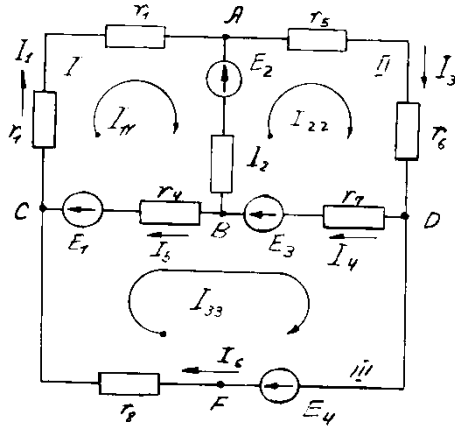 r₁
A
r₅
I₁
I
E₂
II
I₃
r₁
I₁₁
I₂₂
r₆
I₂
C
r₄
r₇
D
E₁
B
E₃
I₅
I₄
I₃₃
I₆
III
r₈
F
E₄